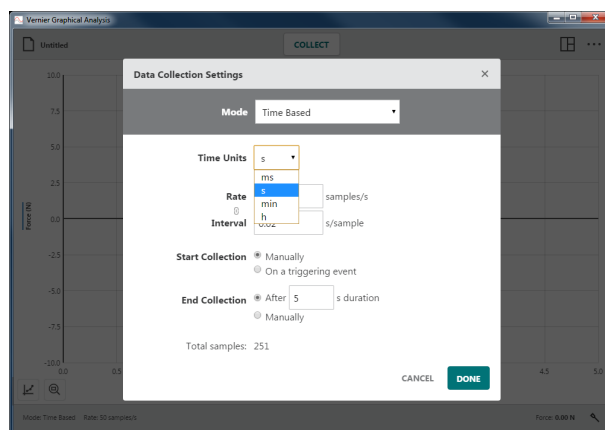 Vernier Graphical Analysis
Untitled
COLLECT
Data Collection Settings
Mode Time Based
Time Units s
ms
s
min
h
Rate samples/s
Interval 0.02 s/sample
Start Collection Manually
On a triggering event
End Collection After 5 s duration
Manually
Total samples: 251
CANCEL DONE
Force (N)
10.0
7.5
5.0
2.5
0.0
-2.5
-5.0
-7.5
-10.0
0.0 0.5 4.5 5.0
Mode: Time Based Rate: 50 samples/s Force: 0.00 N